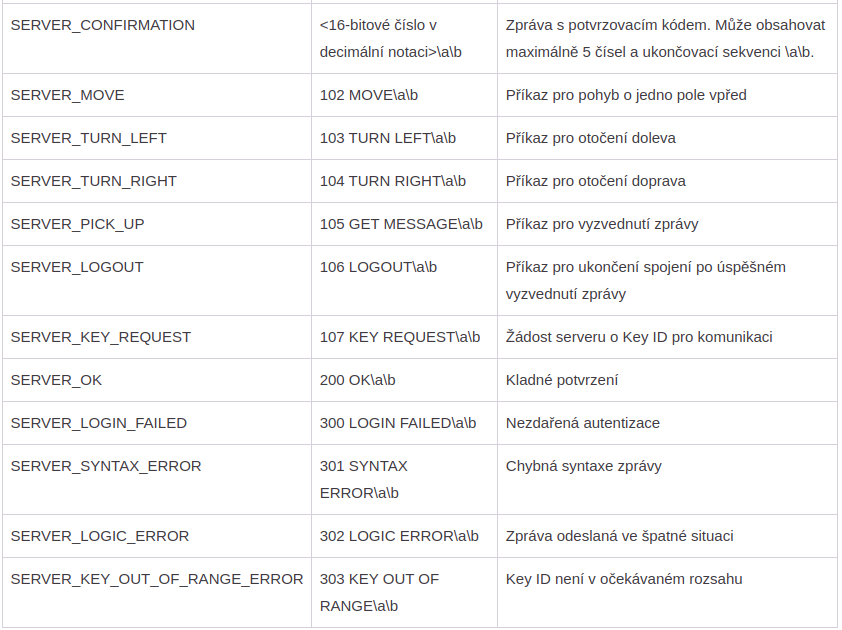 SERVER_CONFIRMATION <16-bitové číslo v Zpráva s potvrzovacím kódem. Může obsahovat
decimální notaci>\a\b maximálně 5 čísel a ukončovací sekvenci \a\b.
SERVER_MOVE 102 MOVE\a\b Příkaz pro pohyb o jedno pole vpřed
SERVER_TURN_LEFT 103 TURN LEFT\a\b Příkaz pro otočení doleva
SERVER_TURN_RIGHT 104 TURN RIGHT\a\b Příkaz pro otočení doprava
SERVER_PICK_UP 105 GET MESSAGE\a\b Příkaz pro vyzvednutí zprávy
SERVER_LOGOUT 106 LOGOUT\a\b Příkaz pro ukončení spojení po úspěšném
vyzvednutí zprávy
SERVER_KEY_REQUEST 107 KEY REQUEST\a\b Žádost serveru o Key ID pro komunikaci
SERVER_OK 200 OK\a\b Kladné potvrzení
SERVER_LOGIN_FAILED 300 LOGIN FAILED\a\b Nezdařená autentizace
SERVER_SYNTAX_ERROR 301 SYNTAX Chybná syntaxe zprávy
ERROR\a\b
SERVER_LOGIC_ERROR 302 LOGIC ERROR\a\b Zpráva odeslaná ve špatné situaci
SERVER_KEY_OUT_OF_RANGE_ERROR 303 KEY OUT OF Key ID není v očekávaném rozsahu
RANGE\a\b